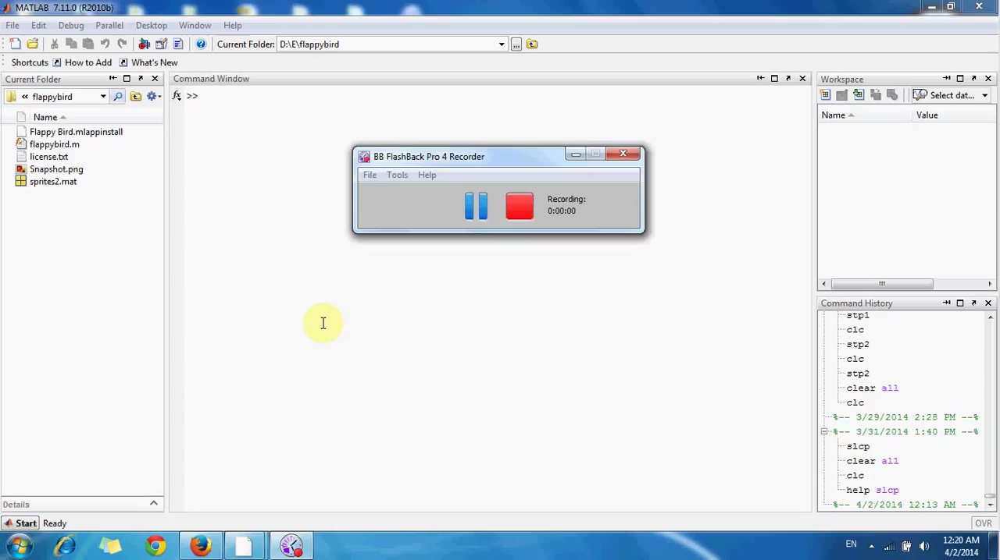 MATLAB 7.11.0 (R2010b)
File Edit Debug Parallel Desktop Window Help
Current Folder: D:\E\flappybird
Shortcuts How to Add What's New
Current Folder
« flappybird
Name
Flappy Bird.mlappinstall
flappybird.m
license.txt
Snapshot.png
sprites2.mat
Details
Command Window
fx >>
BB FlashBack Pro 4 Recorder
File Tools Help
Recording:
0:00:00
Workspace
Select dat...
Name Value
Command History
stp1
clc
stp2
clc
stp2
clear all
clc
%-- 3/29/2014 2:28 PM --%
%-- 3/31/2014 1:40 PM --%
slcp
clear all
clc
help slcp
%-- 4/2/2014 12:13 AM --%
Start Ready
OVR
EN
12:20 AM
4/2/2014